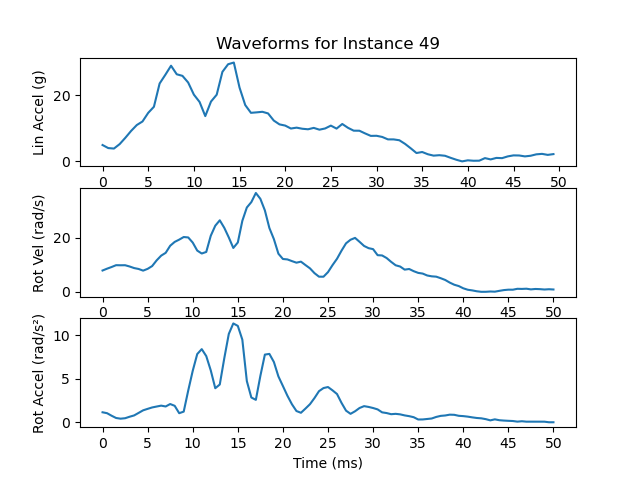 Waveforms for Instance 49
Lin Accel (g)
20
0
0 5 10 15 20 25 30 35 40 45 50
Rot Vel (rad/s)
20
0
0 5 10 15 20 25 30 35 40 45 50
Rot Accel (rad/s²)
10
5
0
0 5 10 15 20 25 30 35 40 45 50
Time (ms)